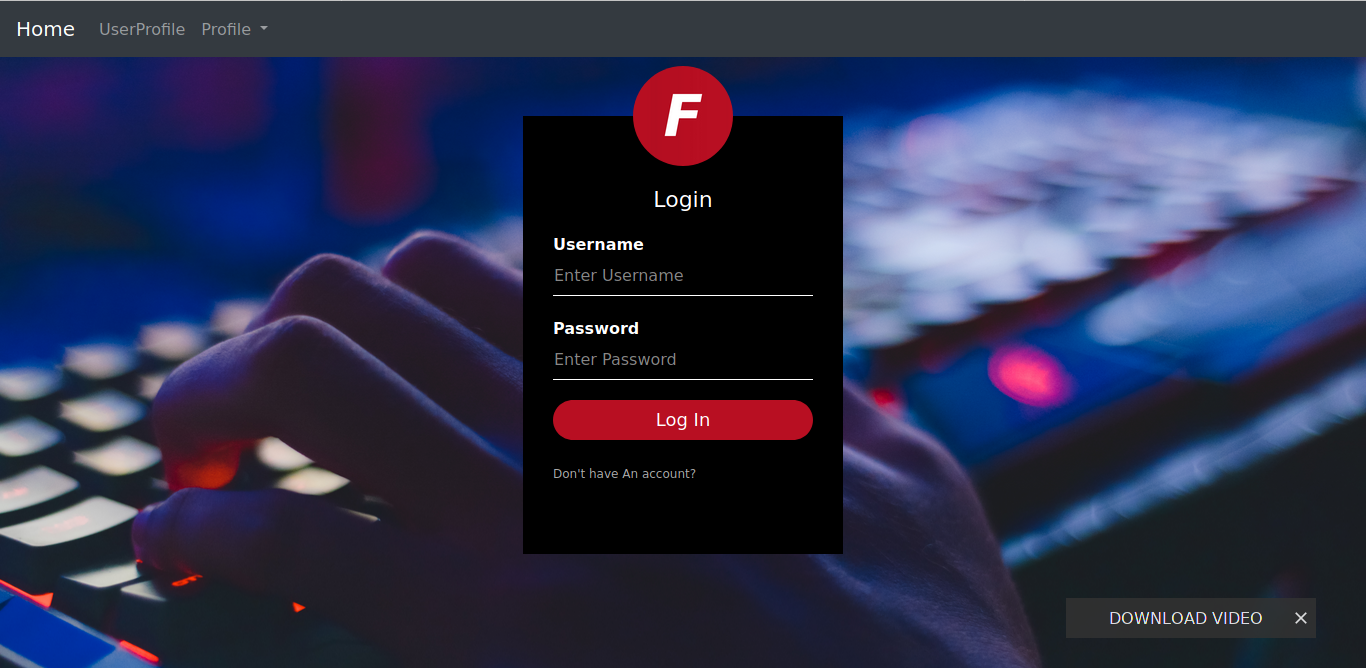 Home UserProfile Profile
F
Login
Username
Enter Username
Password
Enter Password
Log In
Don't have An account?
DOWNLOAD VIDEO